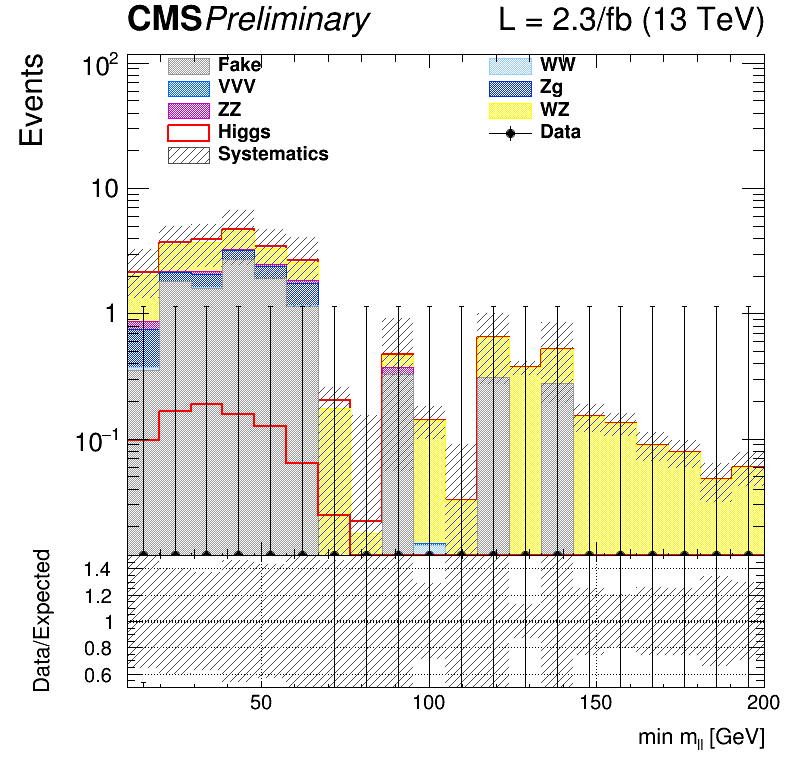 CMS Preliminary L = 2.3/fb (13 TeV)
Events
10²
10
1
10⁻¹
Fake WW
VVV Zg
ZZ WZ
Higgs Data
Systematics
Data/Expected
1.4
1.2
1
0.8
0.6
50 100 150 200
min m_ll [GeV]